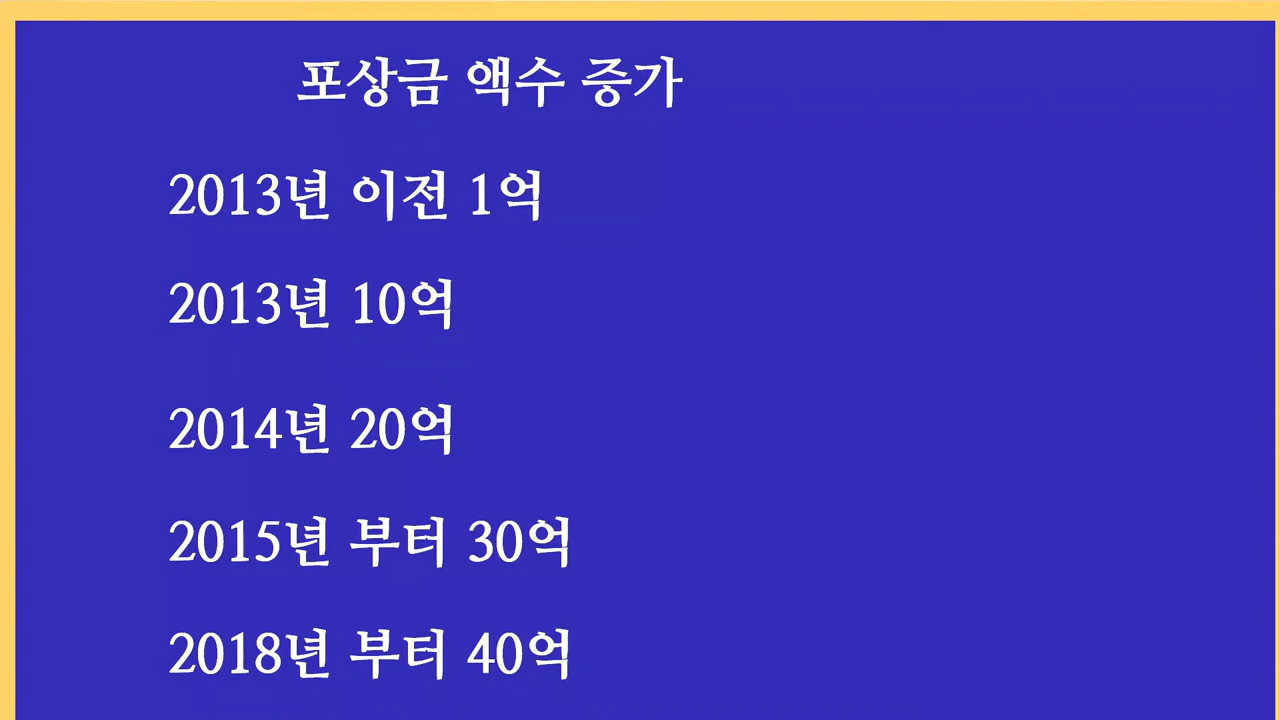 포상금 액수 증가
2013년 이전 1억
2013년 10억
2014년 20억
2015년 부터 30억
2018년 부터 40억